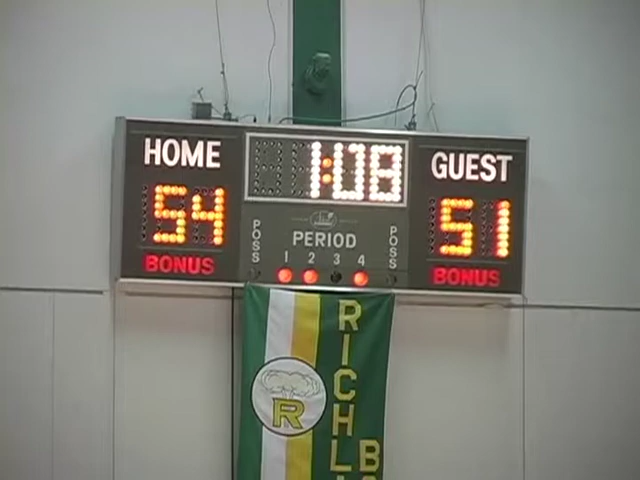 HOME 1:08 GUEST
54 51
POSS PERIOD POSS
1 2 3 4
BONUS BONUS
RICHL
R
B